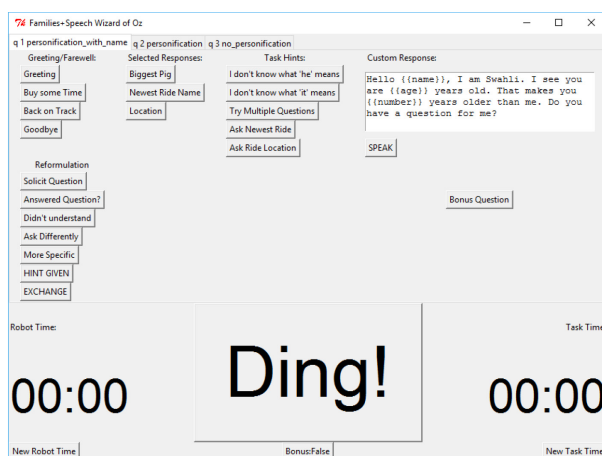 Families+Speech Wizard of Oz
q 1 personification_with_name q 2 personification q 3 no_personification
Greeting/Farewell: Selected Responses: Task Hints: Custom Response:
Greeting Biggest Pig I don't know what 'he' means
Buy some Time Newest Ride Name I don't know what 'it' means
Back on Track Location Try Multiple Questions
Goodbye Ask Newest Ride
Ask Ride Location
Hello {{name}}, I am Swahli. I see you
are {{age}} years old. That makes you
{{number}} years older than me. Do you
have a question for me?
SPEAK
Reformulation
Solicit Question
Answered Question? Bonus Question
Didn't understand
Ask Differently
More Specific
HINT GIVEN
EXCHANGE
Robot Time: Task Time
Ding!
00:00 00:00
New Robot Time Bonus:False New Task Time